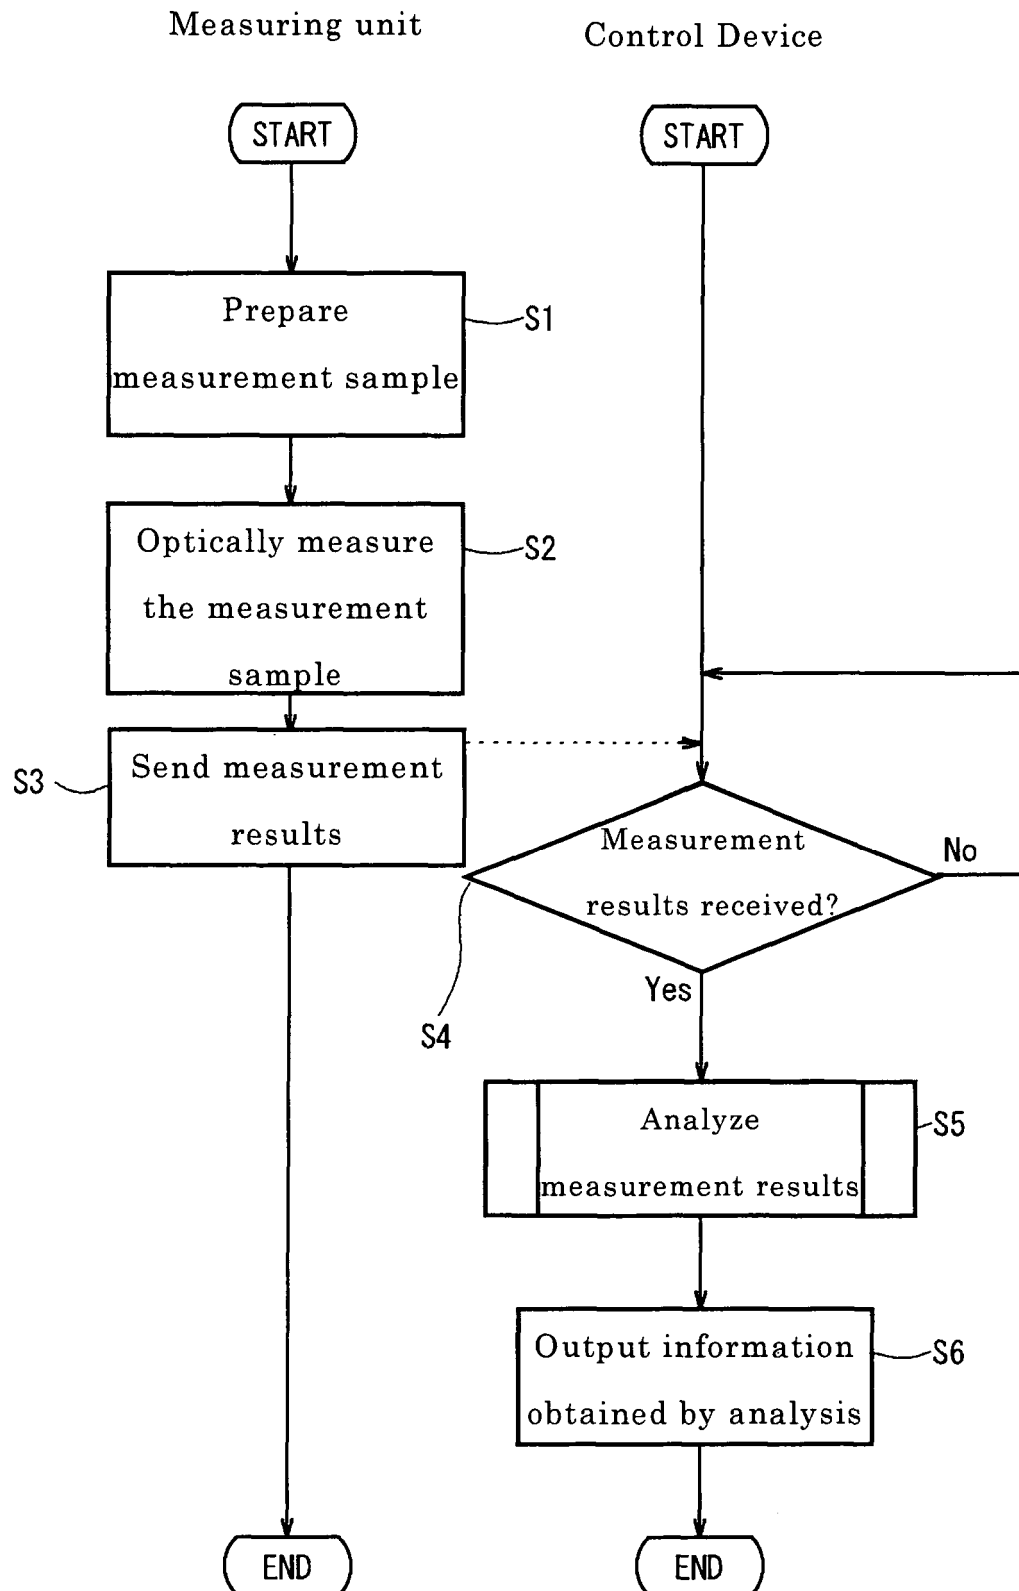 Measuring unit
Control Device
START
START
Prepare
measurement sample
S1
Optically measure
the measurement
sample
S2
Send measurement
results
S3
Measurement
results received?
No
Yes
S4
Analyze
measurement results
S5
Output information
obtained by analysis
S6
END
END